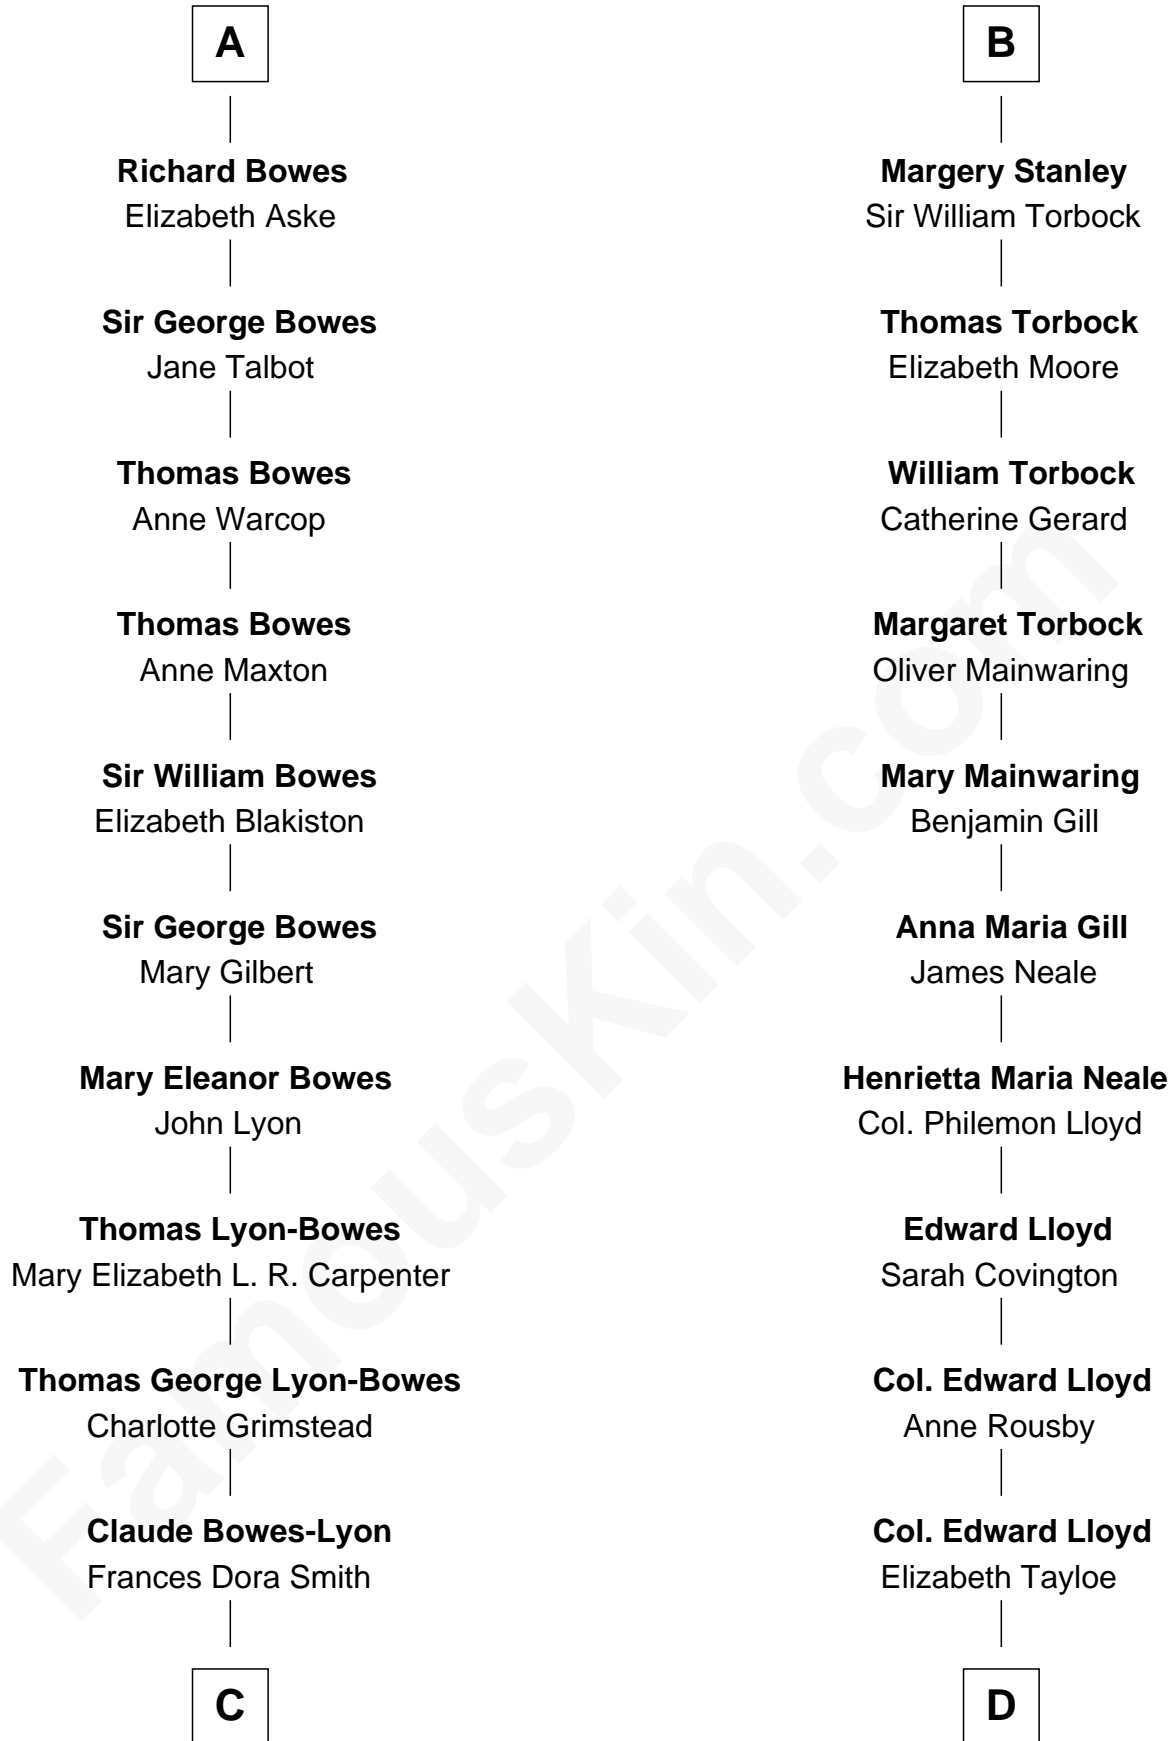 A
Richard Bowes
Elizabeth Aske
Sir George Bowes
Jane Talbot
Thomas Bowes
Anne Warcop
Thomas Bowes
Anne Maxton
Sir William Bowes
Elizabeth Blakiston
Sir George Bowes
Mary Gilbert
Mary Eleanor Bowes
John Lyon
Thomas Lyon-Bowes
Mary Elizabeth L. R. Carpenter
Thomas George Lyon-Bowes
Charlotte Grimstead
Claude Bowes-Lyon
Frances Dora Smith
C
B
Margery Stanley
Sir William Torbock
Thomas Torbock
Elizabeth Moore
William Torbock
Catherine Gerard
Margaret Torbock
Oliver Mainwaring
Mary Mainwaring
Benjamin Gill
Anna Maria Gill
James Neale
Henrietta Maria Neale
Col. Philemon Lloyd
Edward Lloyd
Sarah Covington
Col. Edward Lloyd
Anne Rousby
Col. Edward Lloyd
Elizabeth Tayloe
D
FamousKin.com